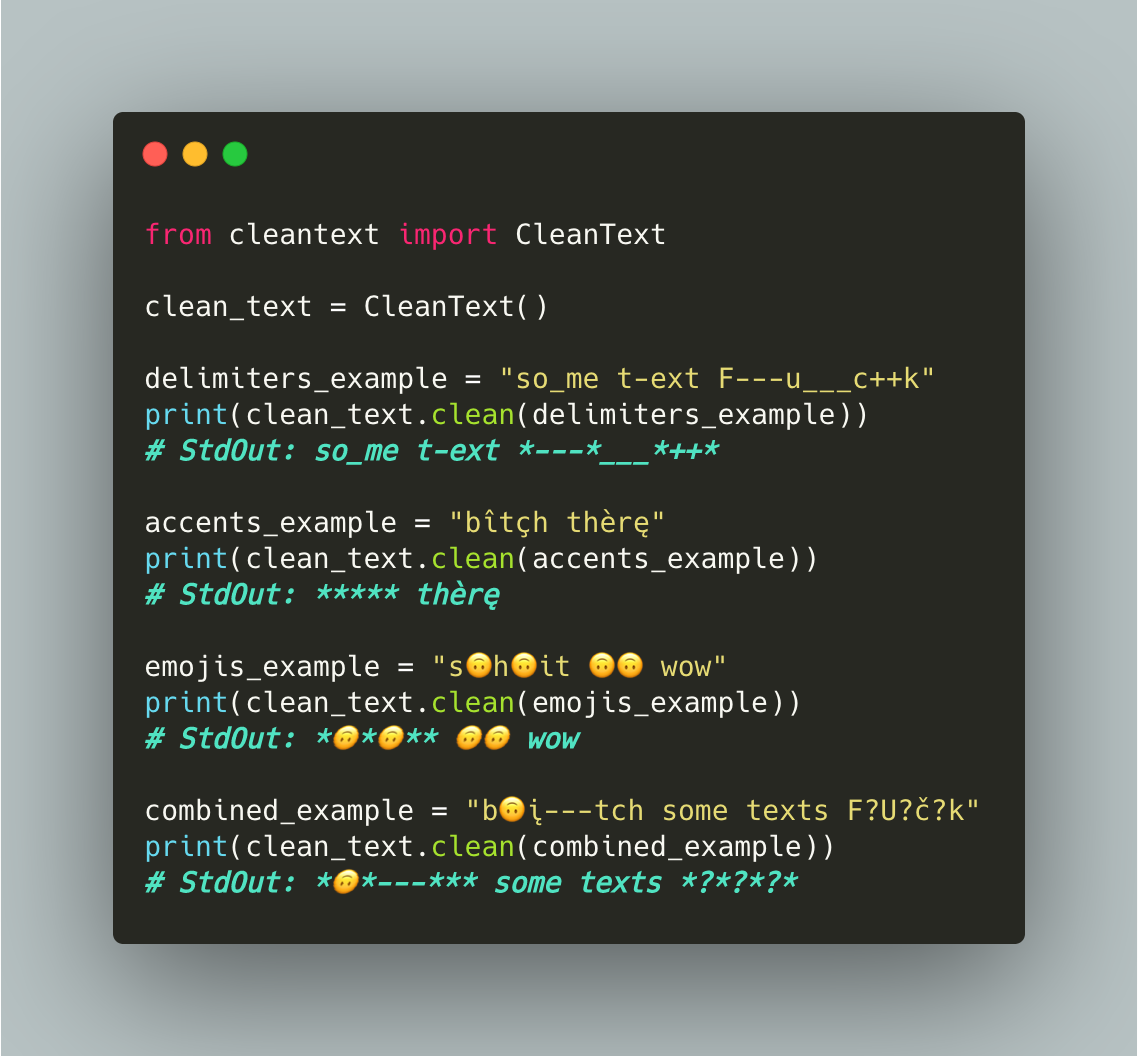 from cleantext import CleanText
clean_text = CleanText()
delimiters_example = "so_me t-ext F---u___c++k"
print(clean_text.clean(delimiters_example))
# StdOut: so_me t-ext *---*___*++*
accents_example = "bîtçh thèrę"
print(clean_text.clean(accents_example))
# StdOut: ***** thèrę
emojis_example = "s🙃h🙃it 🙃🙃 wow"
print(clean_text.clean(emojis_example))
# StdOut: *🙃*🙃** 🙃🙃 wow
combined_example = "b🙃į---tch some texts F?U?č?k"
print(clean_text.clean(combined_example))
# StdOut: *🙃*---*** some texts *?*?*?*